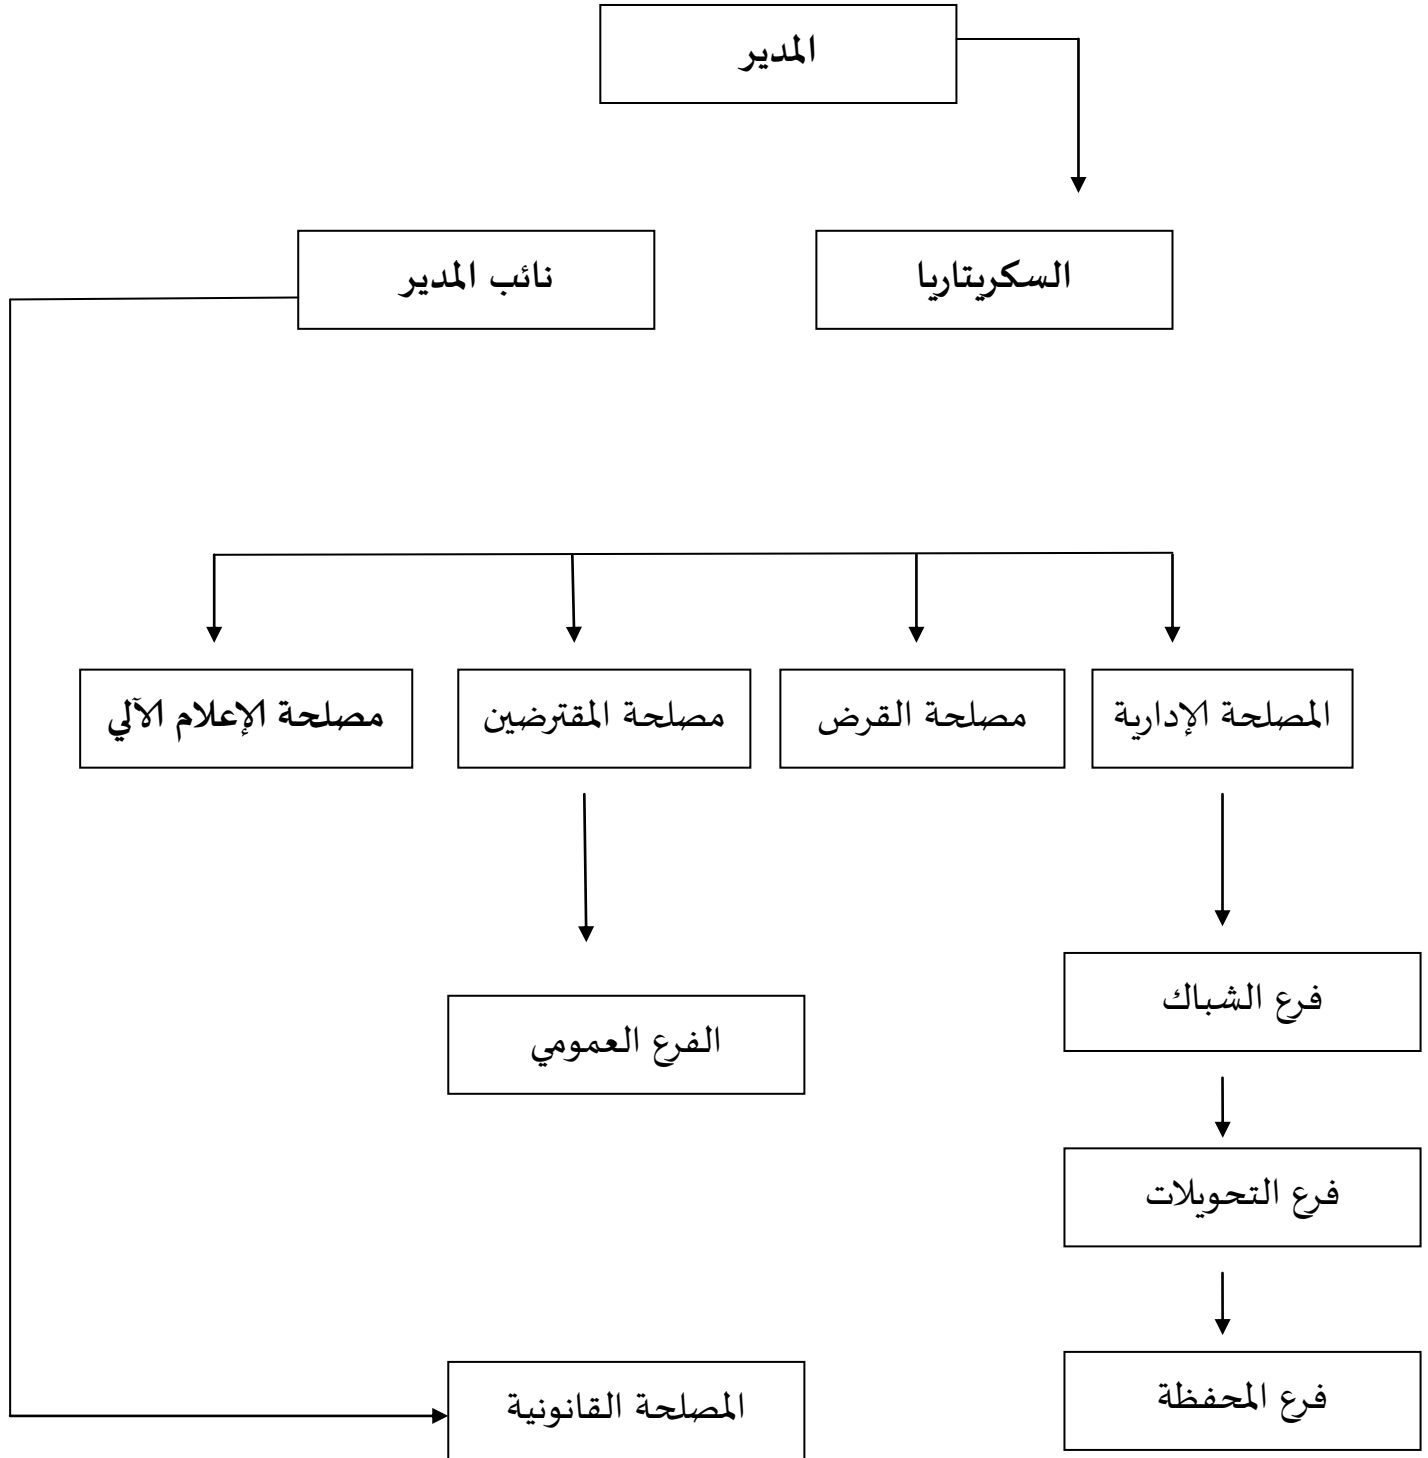 المدير
السكريتاريا
نائب المدير
المصلحة الإدارية
مصلحة القرض
مصلحة المقترضين
مصلحة الإعلام الآلي
فرع الشباك
الفرع العمومي
فرع التحويلات
فرع المحفظة
المصلحة القانونية